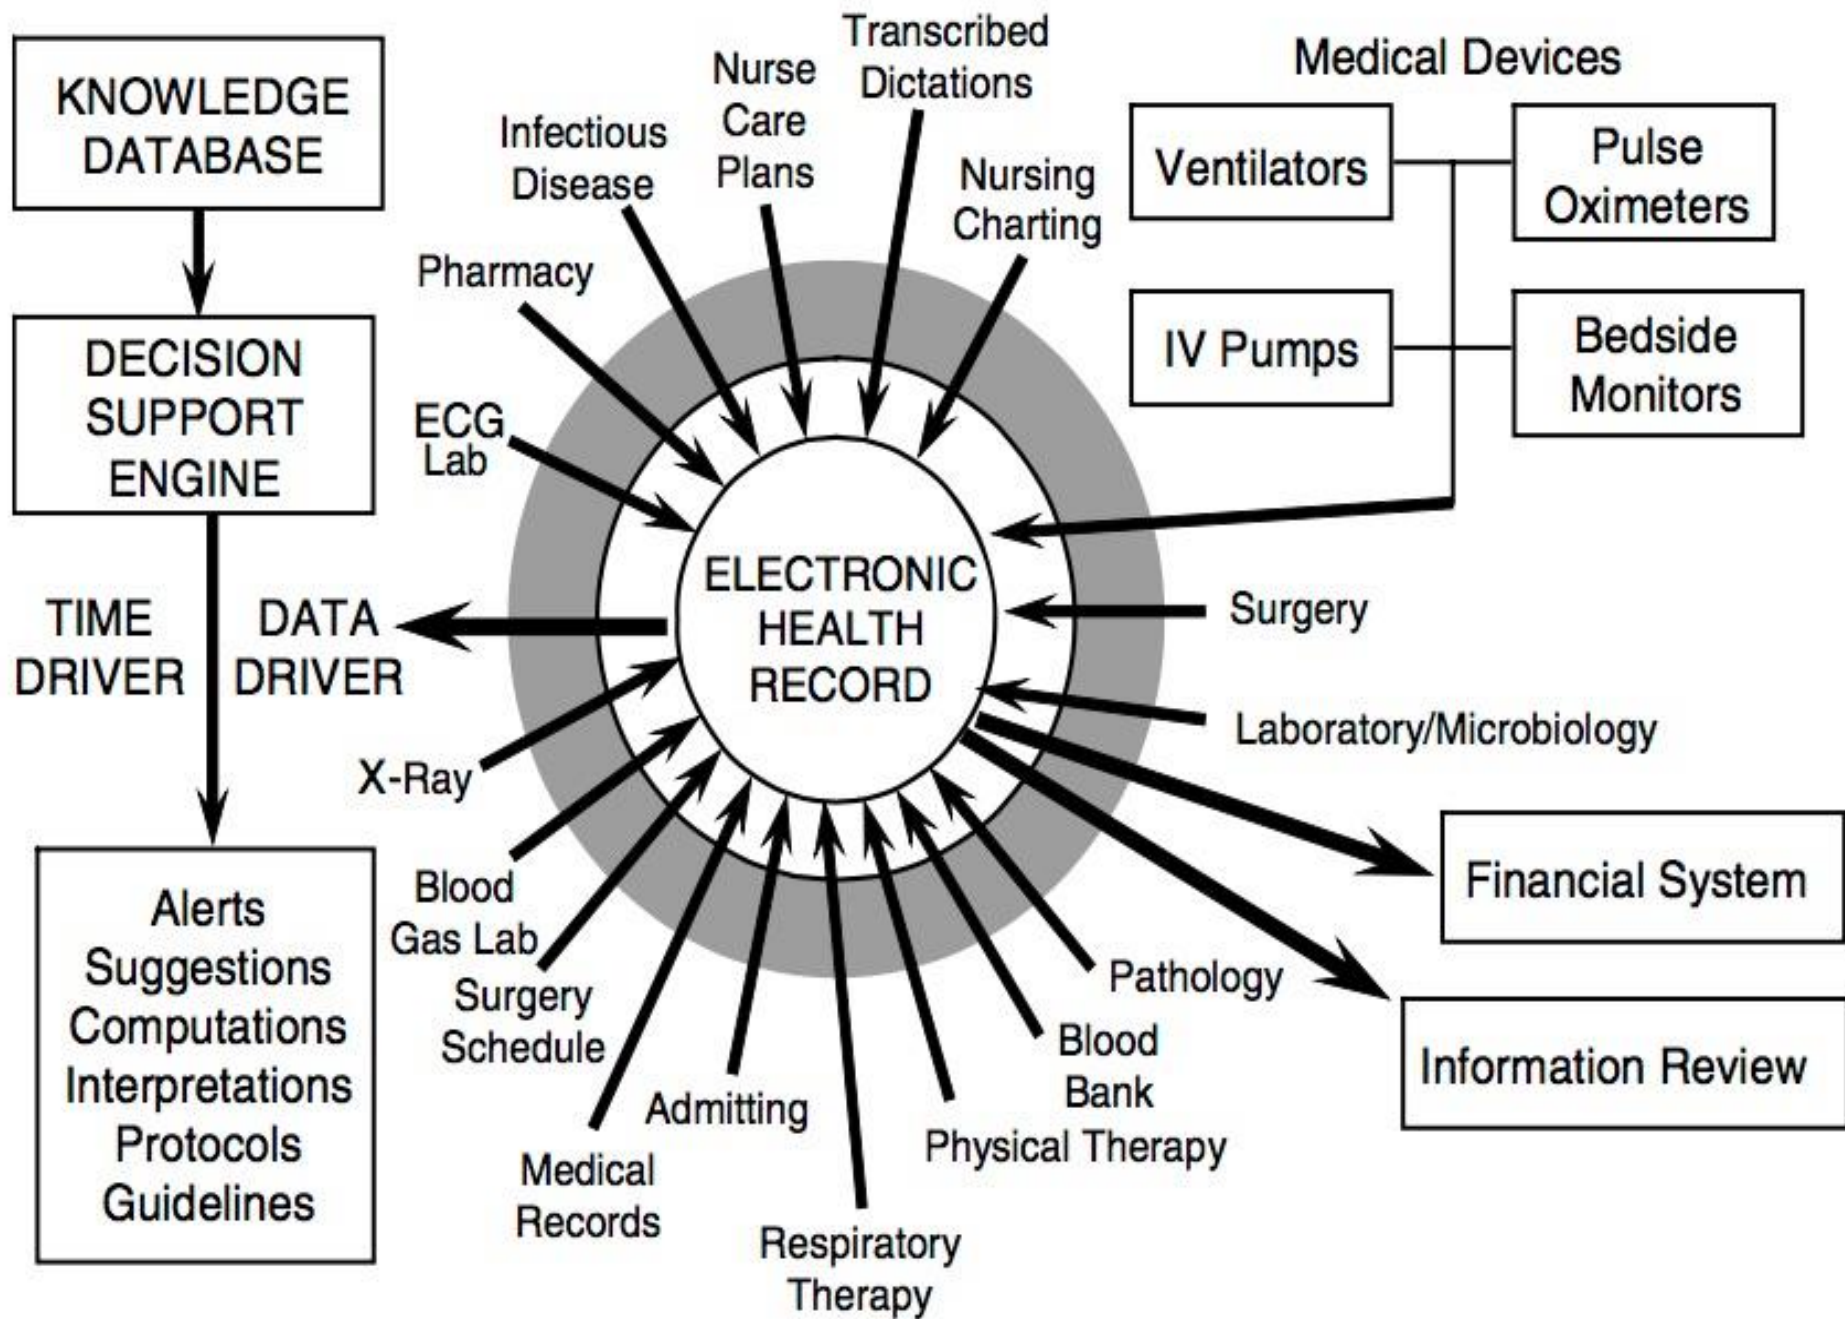 KNOWLEDGE
DATABASE
DECISION
SUPPORT
ENGINE
TIME
DRIVER
DATA
DRIVER
Alerts
Suggestions
Computations
Interpretations
Protocols
Guidelines
Transcribed
Dictations
Nurse
Care
Plans
Infectious
Disease
Nursing
Charting
Pharmacy
ECG
Lab
ELECTRONIC
HEALTH
RECORD
X-Ray
Blood
Gas Lab
Surgery
Schedule
Medical
Records
Admitting
Respiratory
Therapy
Physical Therapy
Blood
Bank
Pathology
Medical Devices
Ventilators
Pulse
Oximeters
IV Pumps
Bedside
Monitors
Surgery
Laboratory/Microbiology
Financial System
Information Review